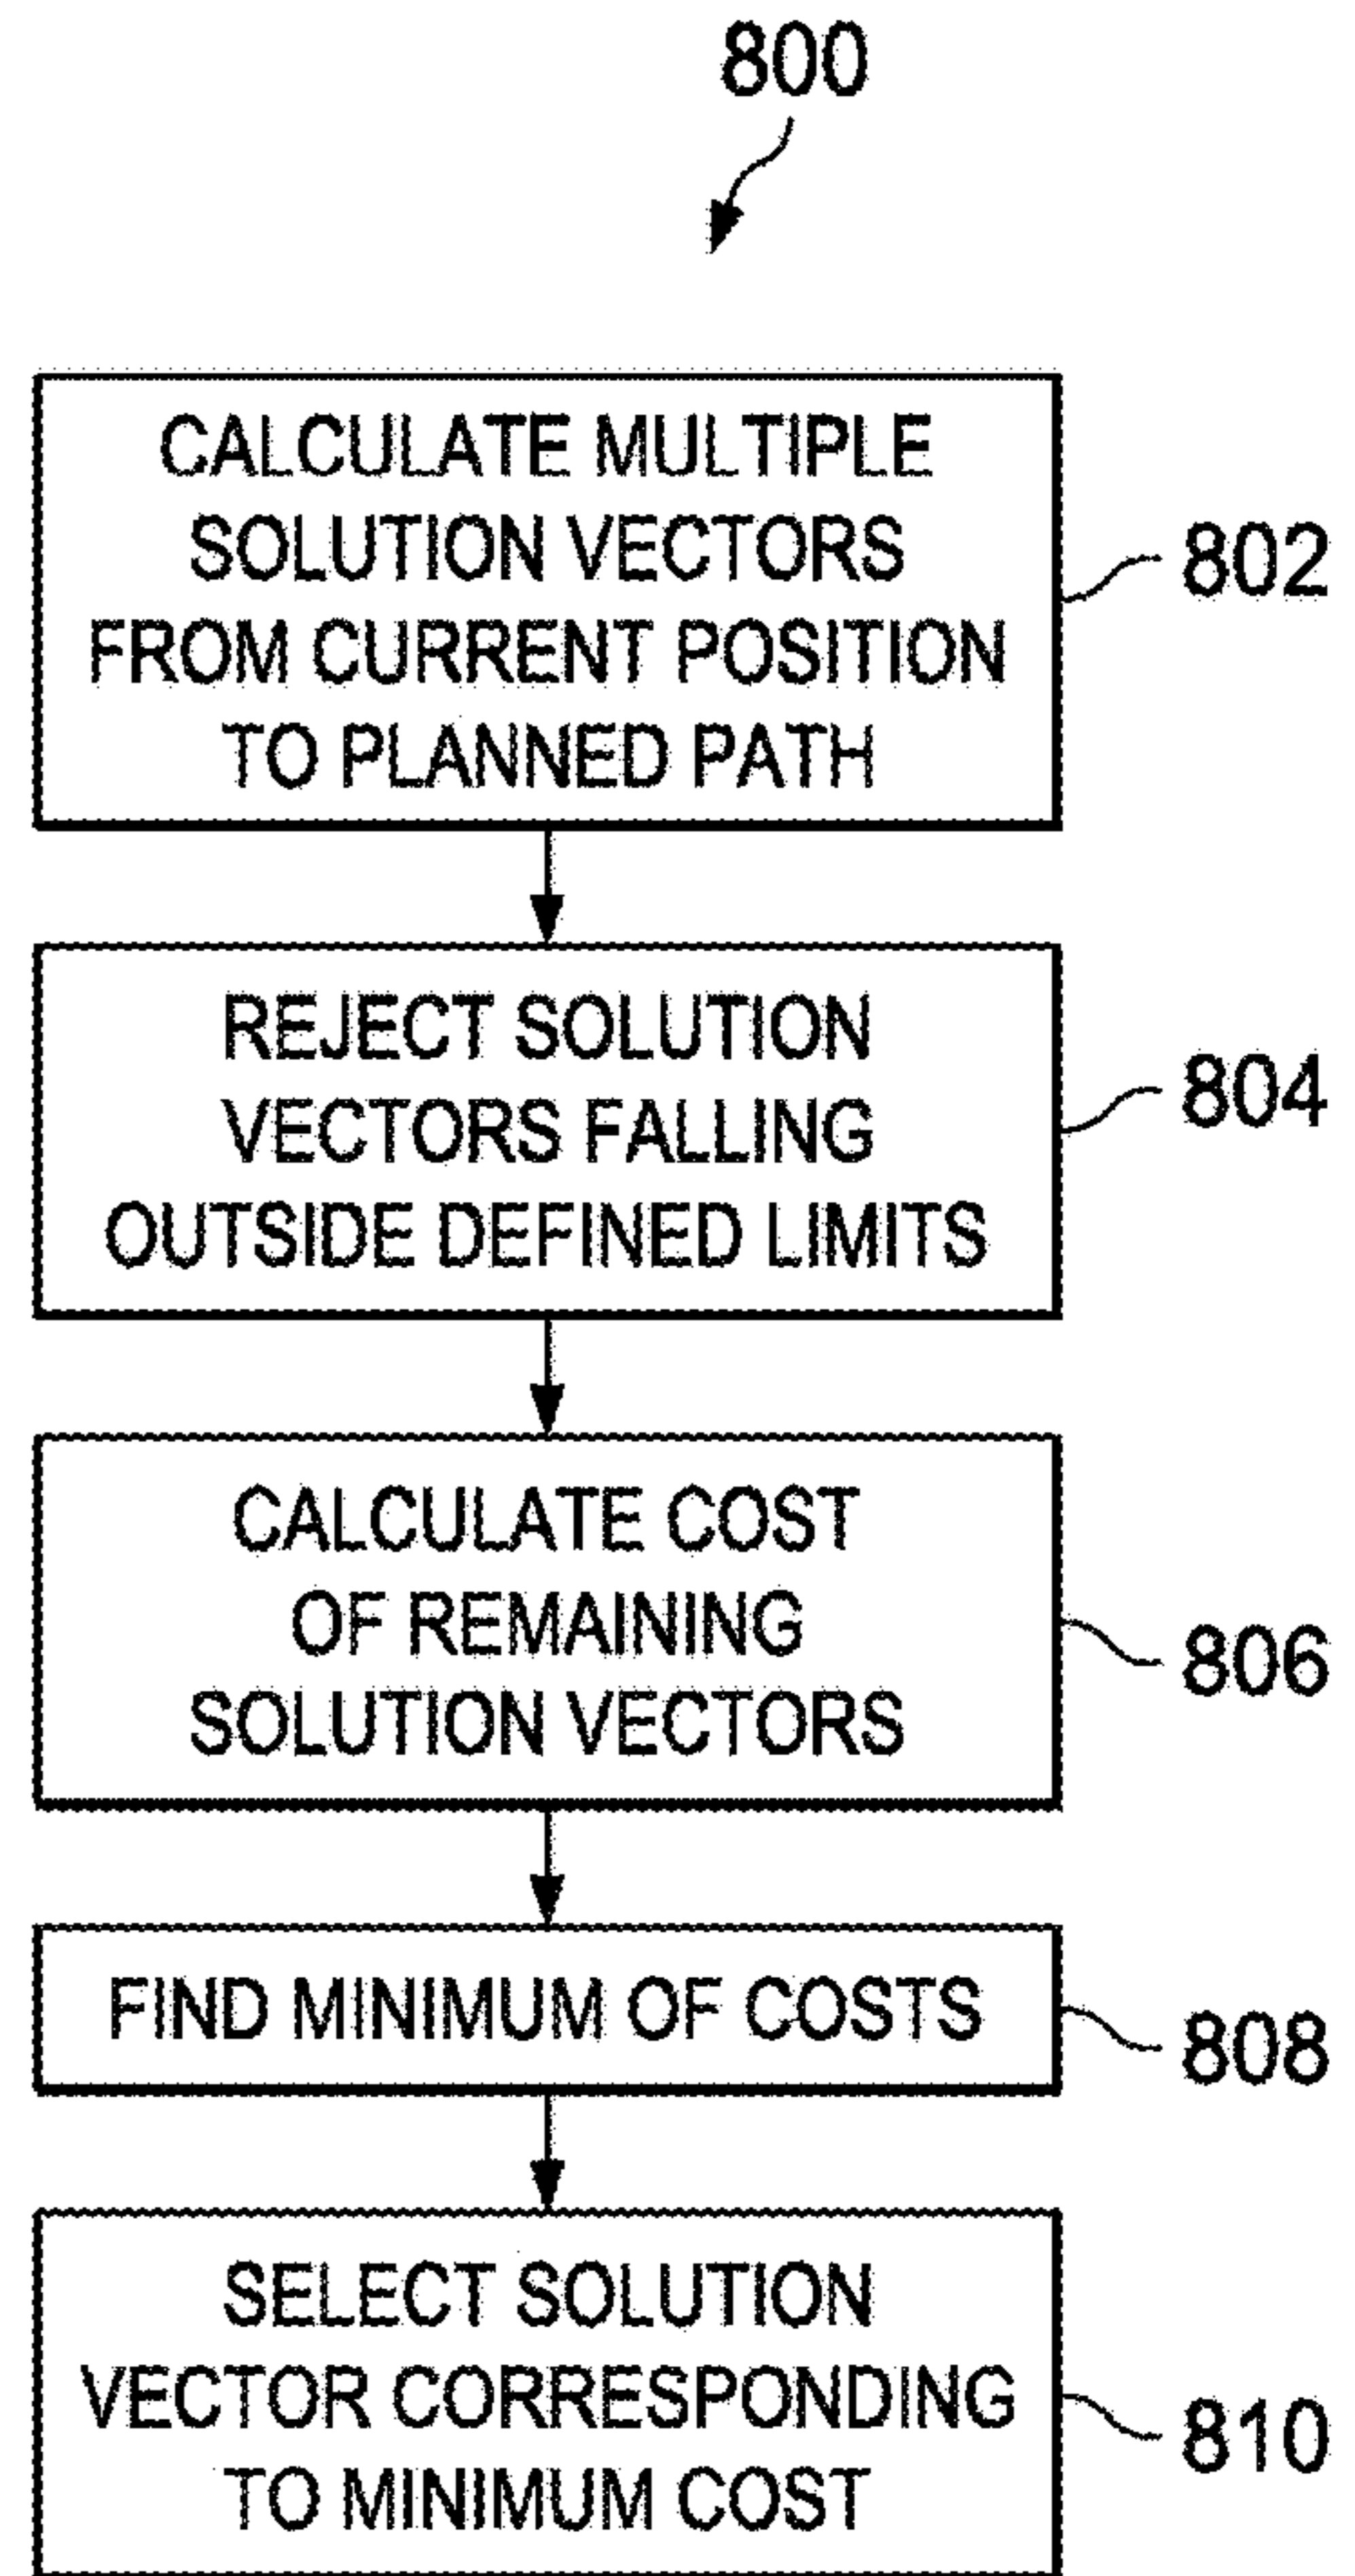 800
CALCULATE MULTIPLE
SOLUTION VECTORS
FROM CURRENT POSITION
TO PLANNED PATH
802
REJECT SOLUTION
VECTORS FALLING
OUTSIDE DEFINED LIMITS
804
CALCULATE COST
OF REMAINING
SOLUTION VECTORS
806
FIND MINIMUM OF COSTS
808
SELECT SOLUTION
VECTOR CORRESPONDING
TO MINIMUM COST
810